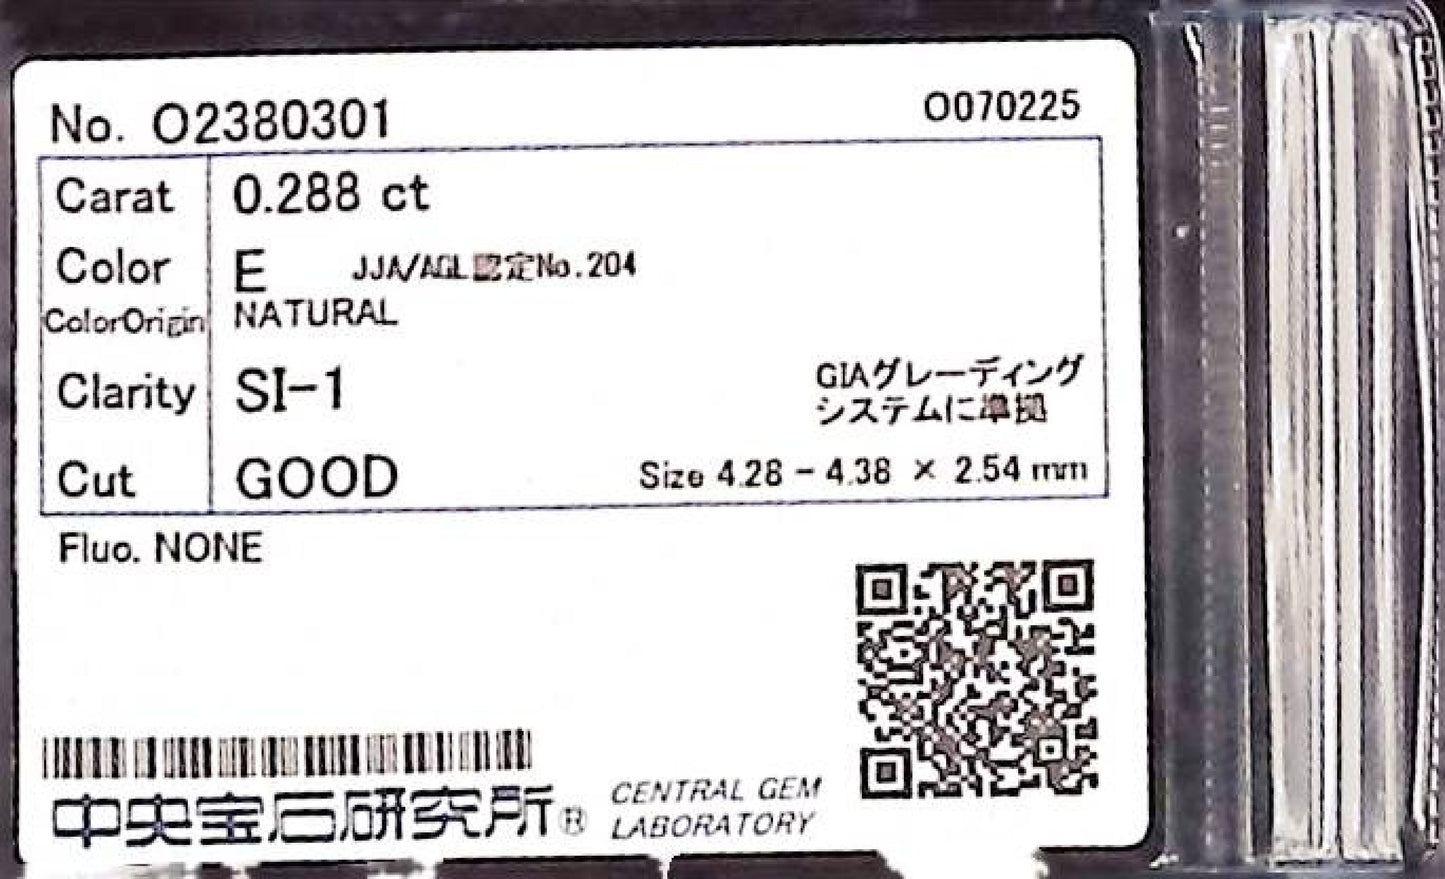 No. O2380301
O070225
Carat 0.288 ct
Color E JJA/AGL認定No.204
ColorOrigin NATURAL
Clarity SI-1
GIAグレーディング
システムに準拠
Cut GOOD Size 4.28 - 4.38 × 2.54 mm
Fluo. NONE
中央宝石研究所® CENTRAL GEM
LABORATORY